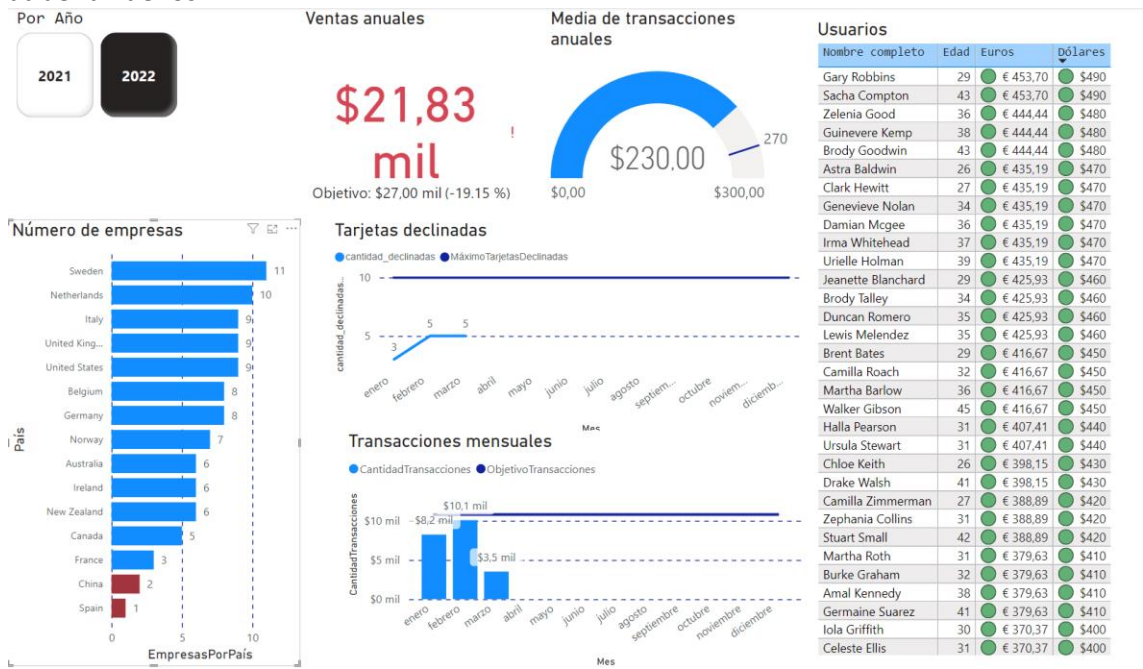 Por Año
2021
2022
Ventas anuales
$21,83
mil
!
Objetivo: $27,00 mil (-19.15 %)
Media de transacciones
anuales
270
$230,00
$0,00
$300,00
Usuarios
Nombre completo Edad Euros Dólares
Gary Robbins 29 € 453,70 $490
Sacha Compton 43 € 453,70 $490
Zelenia Good 36 € 444,44 $480
Guinevere Kemp 38 € 444,44 $480
Brody Goodwin 43 € 444,44 $480
Astra Baldwin 26 € 435,19 $470
Clark Hewitt 27 € 435,19 $470
Genevieve Nolan 34 € 435,19 $470
Damian Mcgee 36 € 435,19 $470
Irma Whitehead 37 € 435,19 $470
Urielle Holman 39 € 435,19 $470
Jeanette Blanchard 29 € 425,93 $460
Brody Talley 34 € 425,93 $460
Duncan Romero 35 € 425,93 $460
Lewis Melendez 35 € 425,93 $460
Brent Bates 29 € 416,67 $450
Camilla Roach 32 € 416,67 $450
Martha Barlow 36 € 416,67 $450
Walker Gibson 45 € 416,67 $450
Halla Pearson 31 € 407,41 $440
Ursula Stewart 31 € 407,41 $440
Chloe Keith 26 € 398,15 $430
Drake Walsh 41 € 398,15 $430
Camilla Zimmerman 27 € 388,89 $420
Zephania Collins 31 € 388,89 $420
Stuart Small 42 € 388,89 $420
Martha Roth 31 € 379,63 $410
Burke Graham 32 € 379,63 $410
Amal Kennedy 38 € 379,63 $410
Germaine Suarez 41 € 379,63 $410
Iola Griffith 30 € 370,37 $400
Celeste Ellis 31 € 370,37 $400
Número de empresas
País
Sweden 11
Netherlands 10
Italy 9
United King... 9
United States 9
Belgium 8
Germany 8
Norway 7
Australia 6
Ireland 6
New Zealand 6
Canada 5
France 3
China 2
Spain 1
0 5 10
EmpresasPorPaís
Tarjetas declinadas
cantidad_declinadas MáximoTarjetasDeclinadas
cantidad_declinadas...
10
5
3 5 5
enero febrero marzo abril mayo junio julio agosto septiem... octubre noviem... diciemb...
Mes
Transacciones mensuales
CantidadTransacciones ObjetivoTransacciones
CantidadTransacciones
$10 mil
$5 mil
$0 mil
$8,2 mil $10,1 mil $3,5 mil
enero febrero marzo abril mayo junio julio agosto septiembre octubre noviembre diciembre
Mes